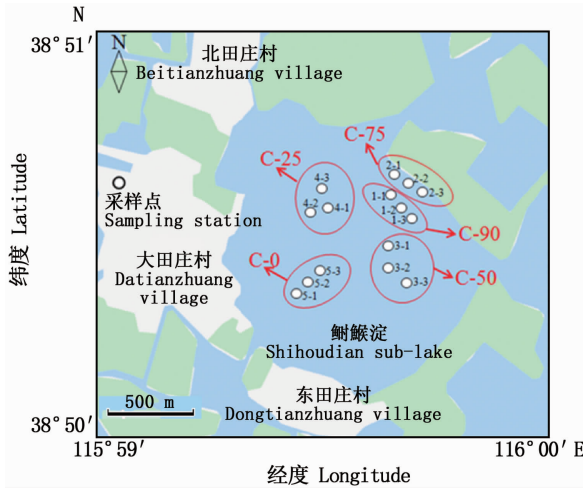 N
38°51′
N
北田庄村
Beitianzhuang village
C-75
C-25
2-1
2-2
2-3
4-3
1-1
4-2
4-1
1-2
1-3
采样点
Sampling station
C-90
大田庄村
Datianzhuang
village
3-1
C-0
5-3
3-2
C-50
5-2
3-3
5-1
鲥鯸淀
Shihoudian sub-lake
东田庄村
Dongtianzhuang village
500 m
38°50′
115°59′
116°00′ E
经度 Longitude
纬度 Latitude